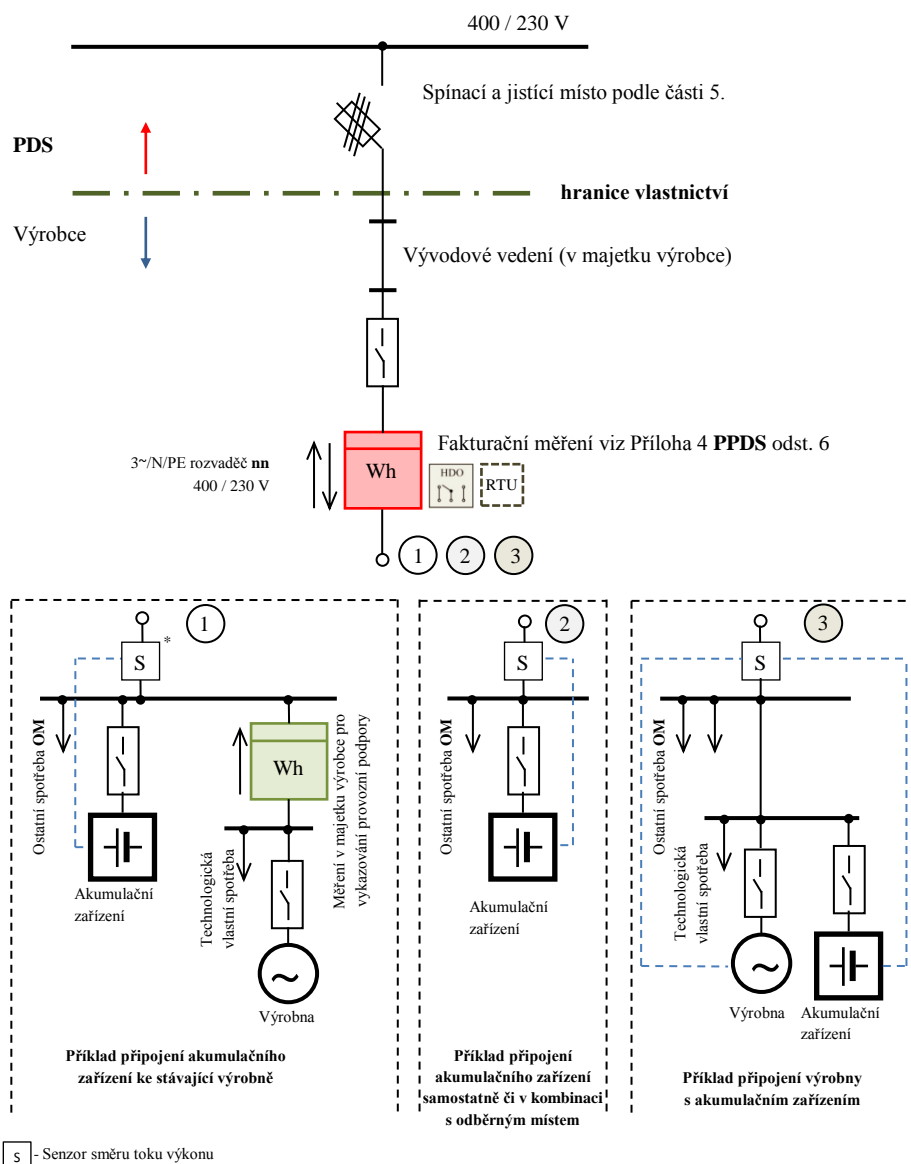 400 / 230 V
Spínací a jistící místo podle části 5.
PDS
hranice vlastnictví
Výrobce
Vývodové vedení (v majetku výrobce)
Fakturační měření viz Příloha 4 PPDS odst. 6
3~/N/PE rozvaděč nn
400 / 230 V
Wh
HDO
RTU
1
2
3
1
S
*
Ostatní spotřeba OM
Wh
Měření v majetku výrobce pro
vykazování provozní podpory
Technologická
vlastní spotřeba
Akumulační
zařízení
~
Výrobna
Příklad připojení akumulačního
zařízení ke stávající výrobně
2
S
Ostatní spotřeba OM
Akumulační
zařízení
Příklad připojení
akumulačního zařízení
samostatně či v kombinaci
s odběrným místem
3
S
Ostatní spotřeba OM
Technologická
vlastní spotřeba
~
Výrobna
Akumulační
zařízení
Příklad připojení výrobny
s akumulačním zařízením
S - Senzor směru toku výkonu